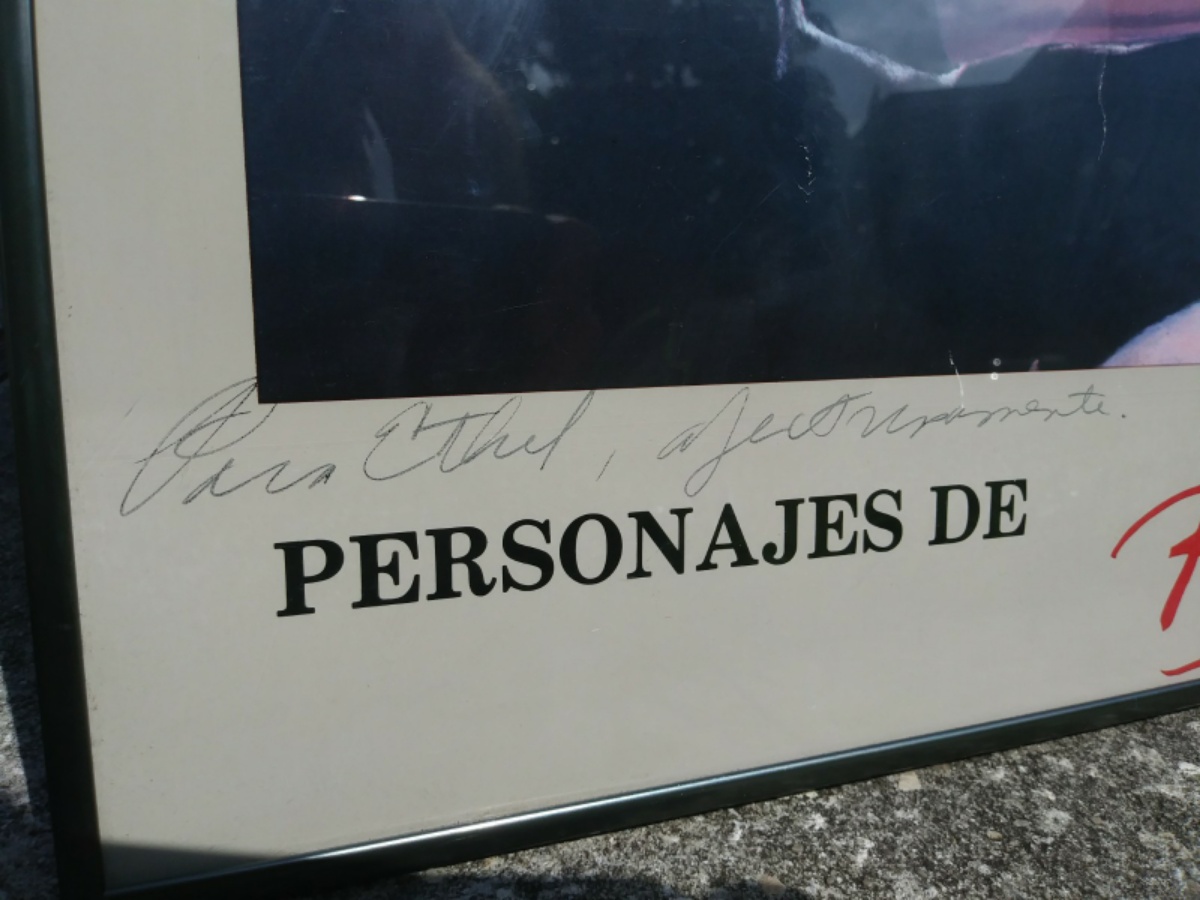 Para Ethel, afectuosamente.
PERSONAJES DE